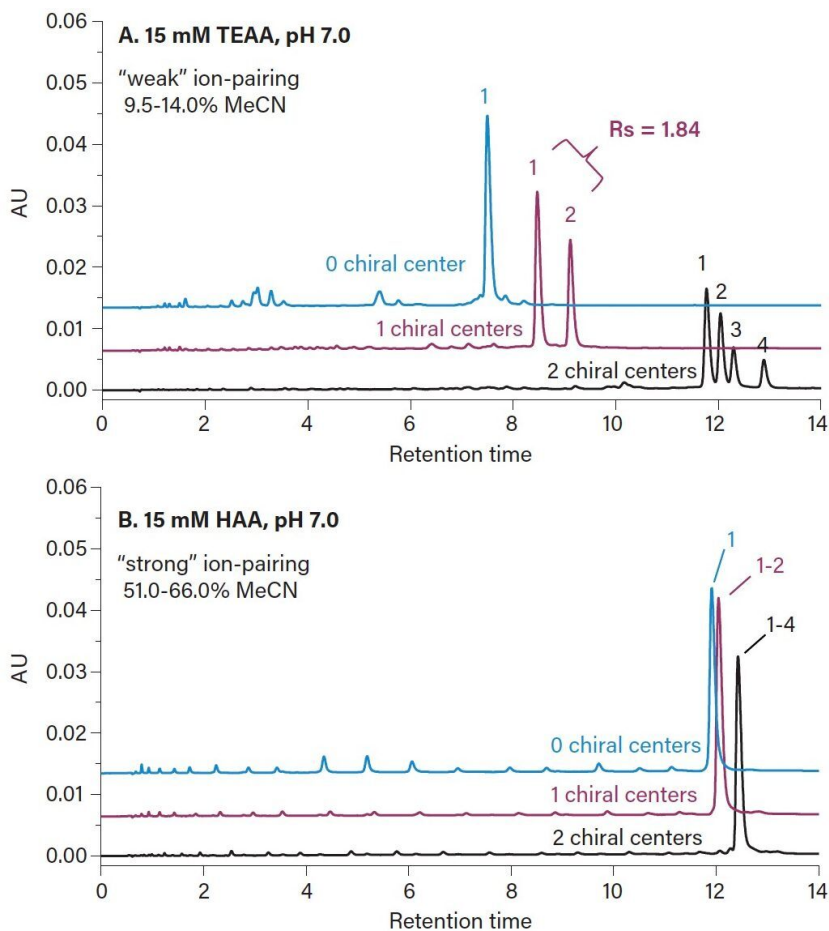 A. 15 mM TEAA, pH 7.0
“weak” ion-pairing
9.5-14.0% MeCN
AU
0.06
0.05
0.04
0.03
0.02
0.01
0.00
1
Rs = 1.84
1
2
0 chiral center
1
2
3
4
1 chiral centers
2 chiral centers
0 2 4 6 8 10 12 14
Retention time
B. 15 mM HAA, pH 7.0
“strong” ion-pairing
51.0-66.0% MeCN
AU
0.06
0.05
0.04
0.03
0.02
0.01
0.00
1
1-2
1-4
0 chiral centers
1 chiral centers
2 chiral centers
0 2 4 6 8 10 12 14
Retention time